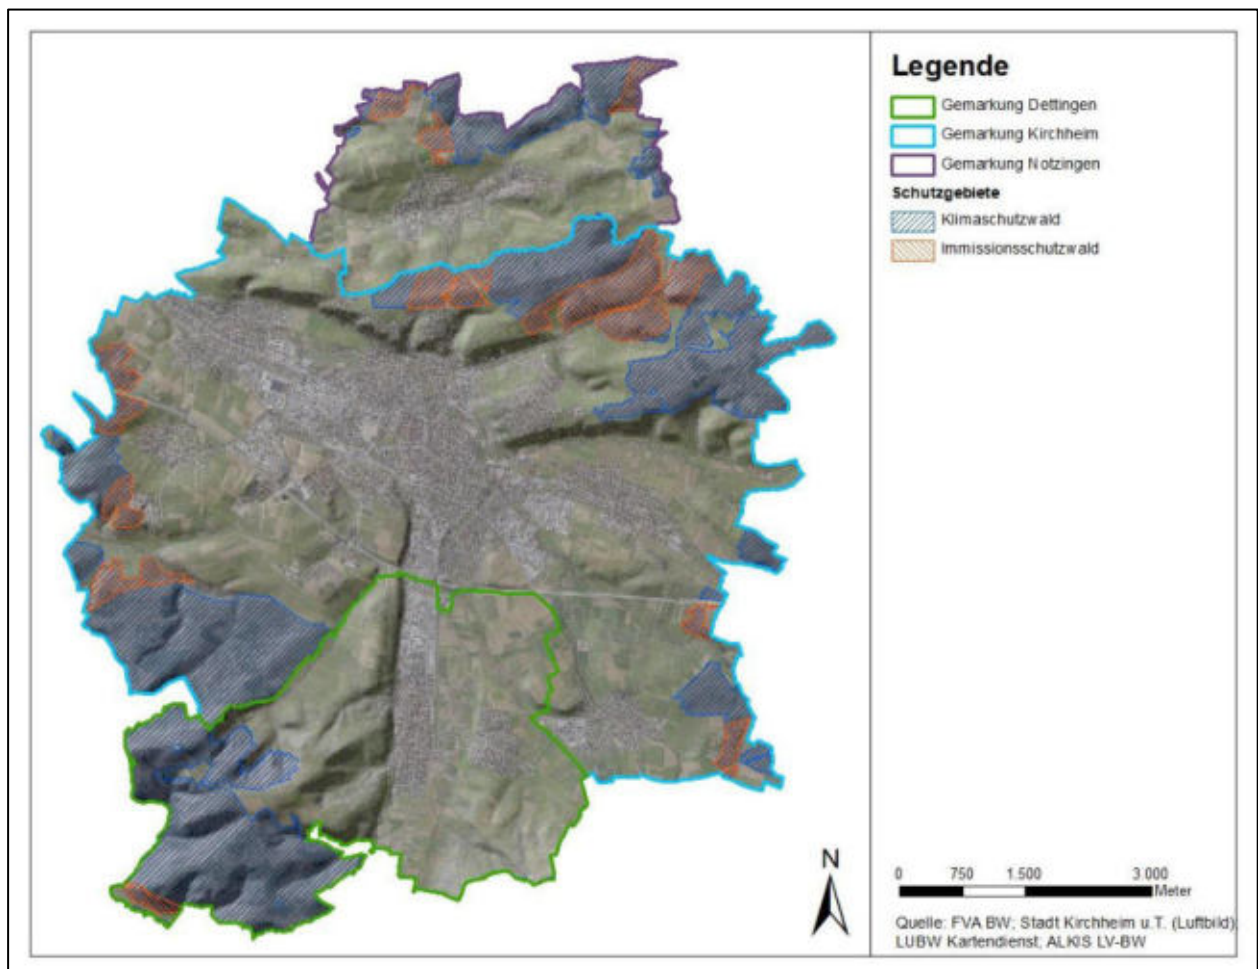 Legende
Gemarkung Dettingen
Gemarkung Kirchheim
Gemarkung Notzingen
Schutzgebiete
Klimaschutzwald
Immissionsschutzwald
N
0 750 1.500 3.000
Meter
Quelle: FVA BW; Stadt Kirchheim u.T. (Luftbild);
LUBW Kartendienst; ALKIS LV-BW